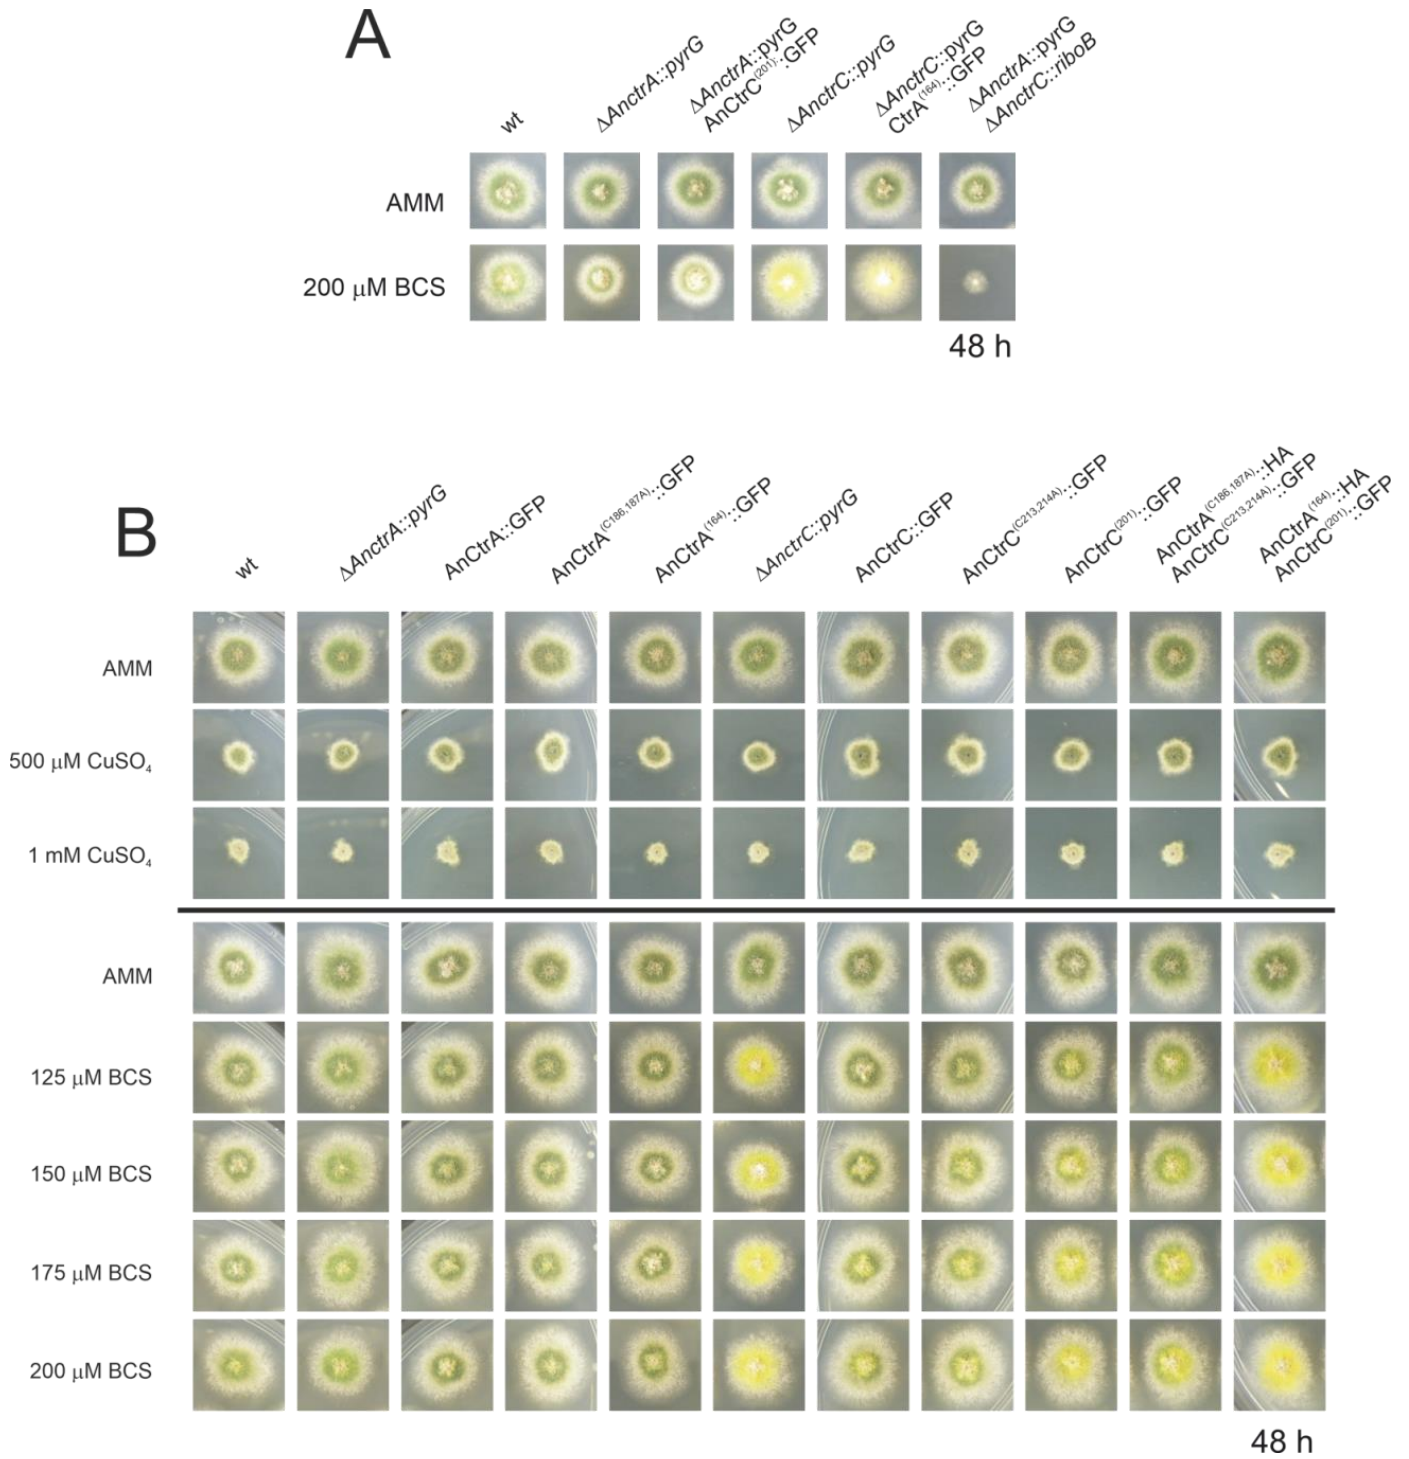 A
wt
ΔAnctrA::pyrG
ΔAnctrA::pyrG
AnCtrC(201)::GFP
ΔAnctrC::pyrG
ΔAnctrC::pyrG
CtrA(164)::GFP
ΔAnctrA::pyrG
ΔAnctrC::riboB
AMM
200 μM BCS
48 h
B
wt
ΔAnctrA::pyrG
AnCtrA::GFP
AnCtrA(C186,187A)::GFP
AnCtrA(164)::GFP
ΔAnctrC::pyrG
AnCtrC::GFP
AnCtrC(C213,214A)::GFP
AnCtrC(201)::GFP
AnCtrA(C186,187A)::HA
AnCtrC(C213,214A)::GFP
AnCtrA(164)::HA
AnCtrC(201)::GFP
AMM
500 μM CuSO₄
1 mM CuSO₄
AMM
125 μM BCS
150 μM BCS
175 μM BCS
200 μM BCS
48 h